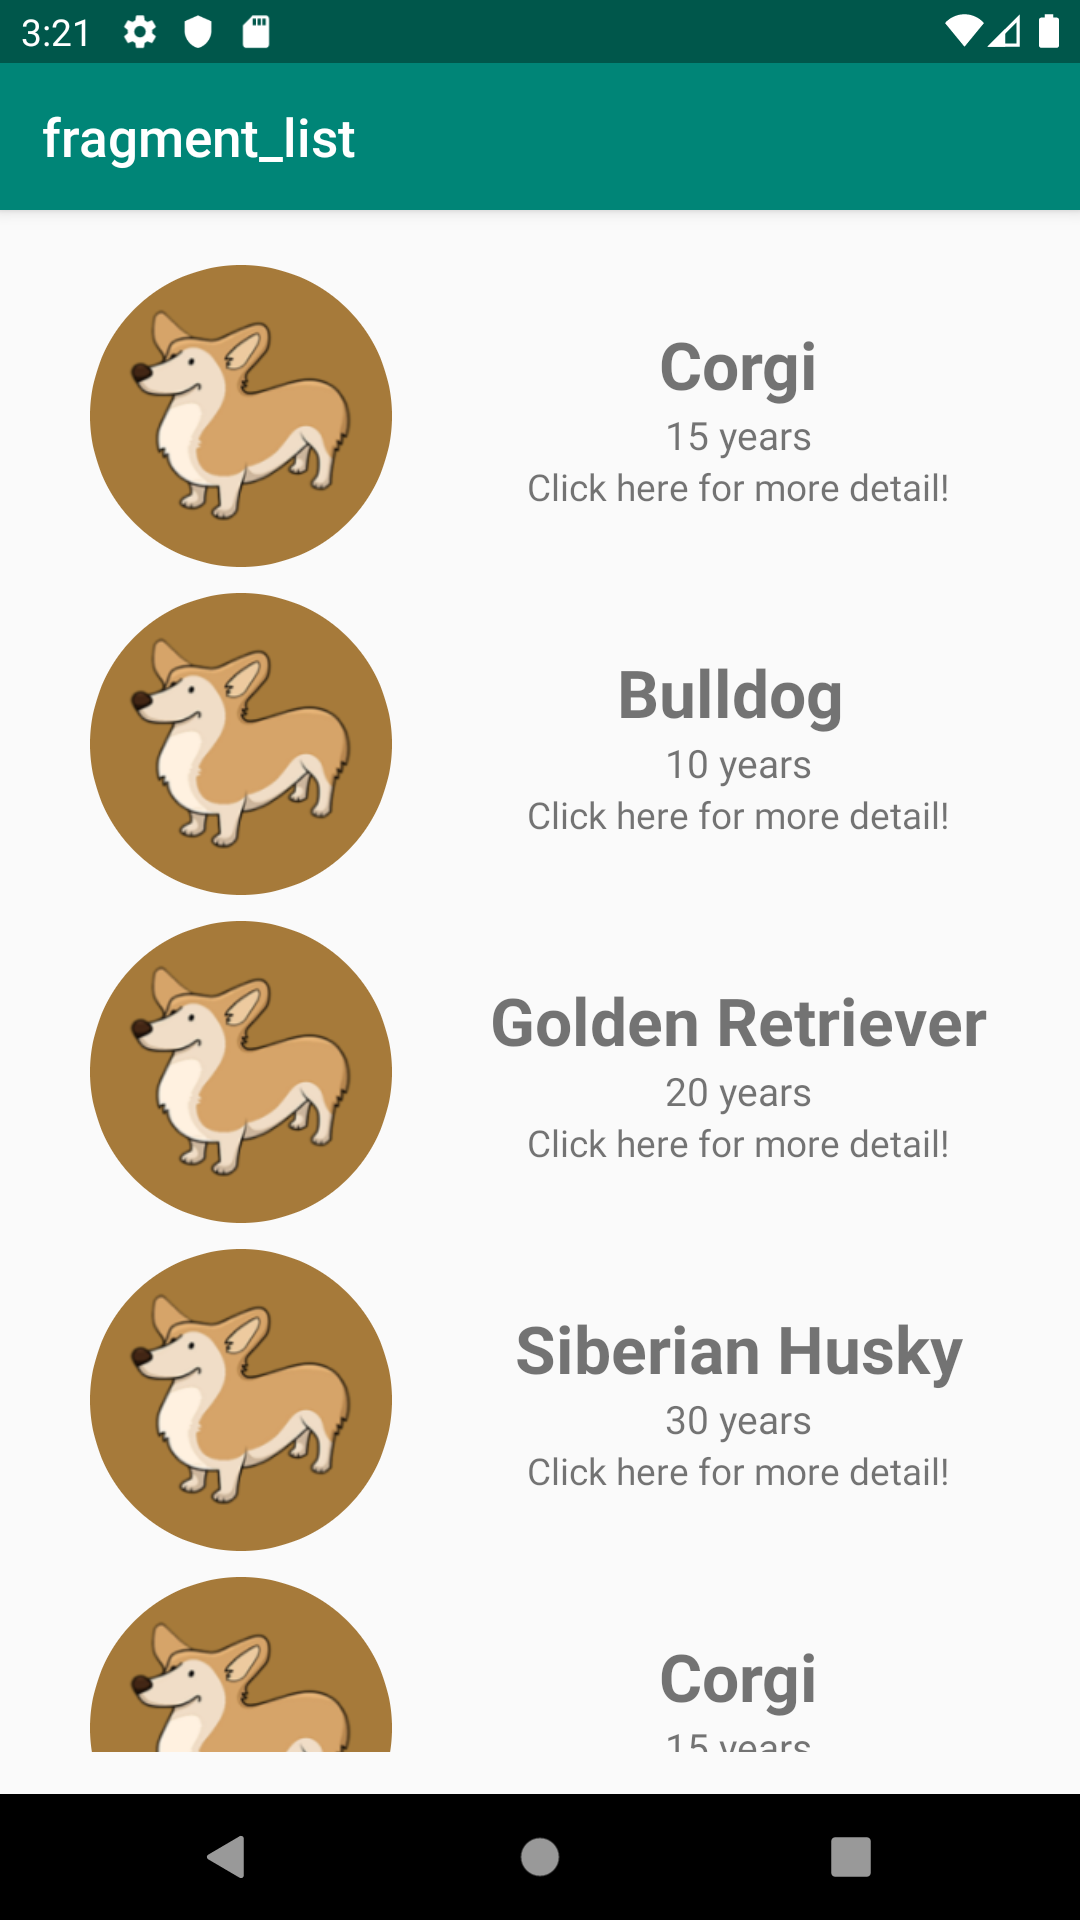 3:21
fragment_list
Corgi
15 years
Click here for more detail!
Bulldog
10 years
Click here for more detail!
Golden Retriever
20 years
Click here for more detail!
Siberian Husky
30 years
Click here for more detail!
Corgi
15 years